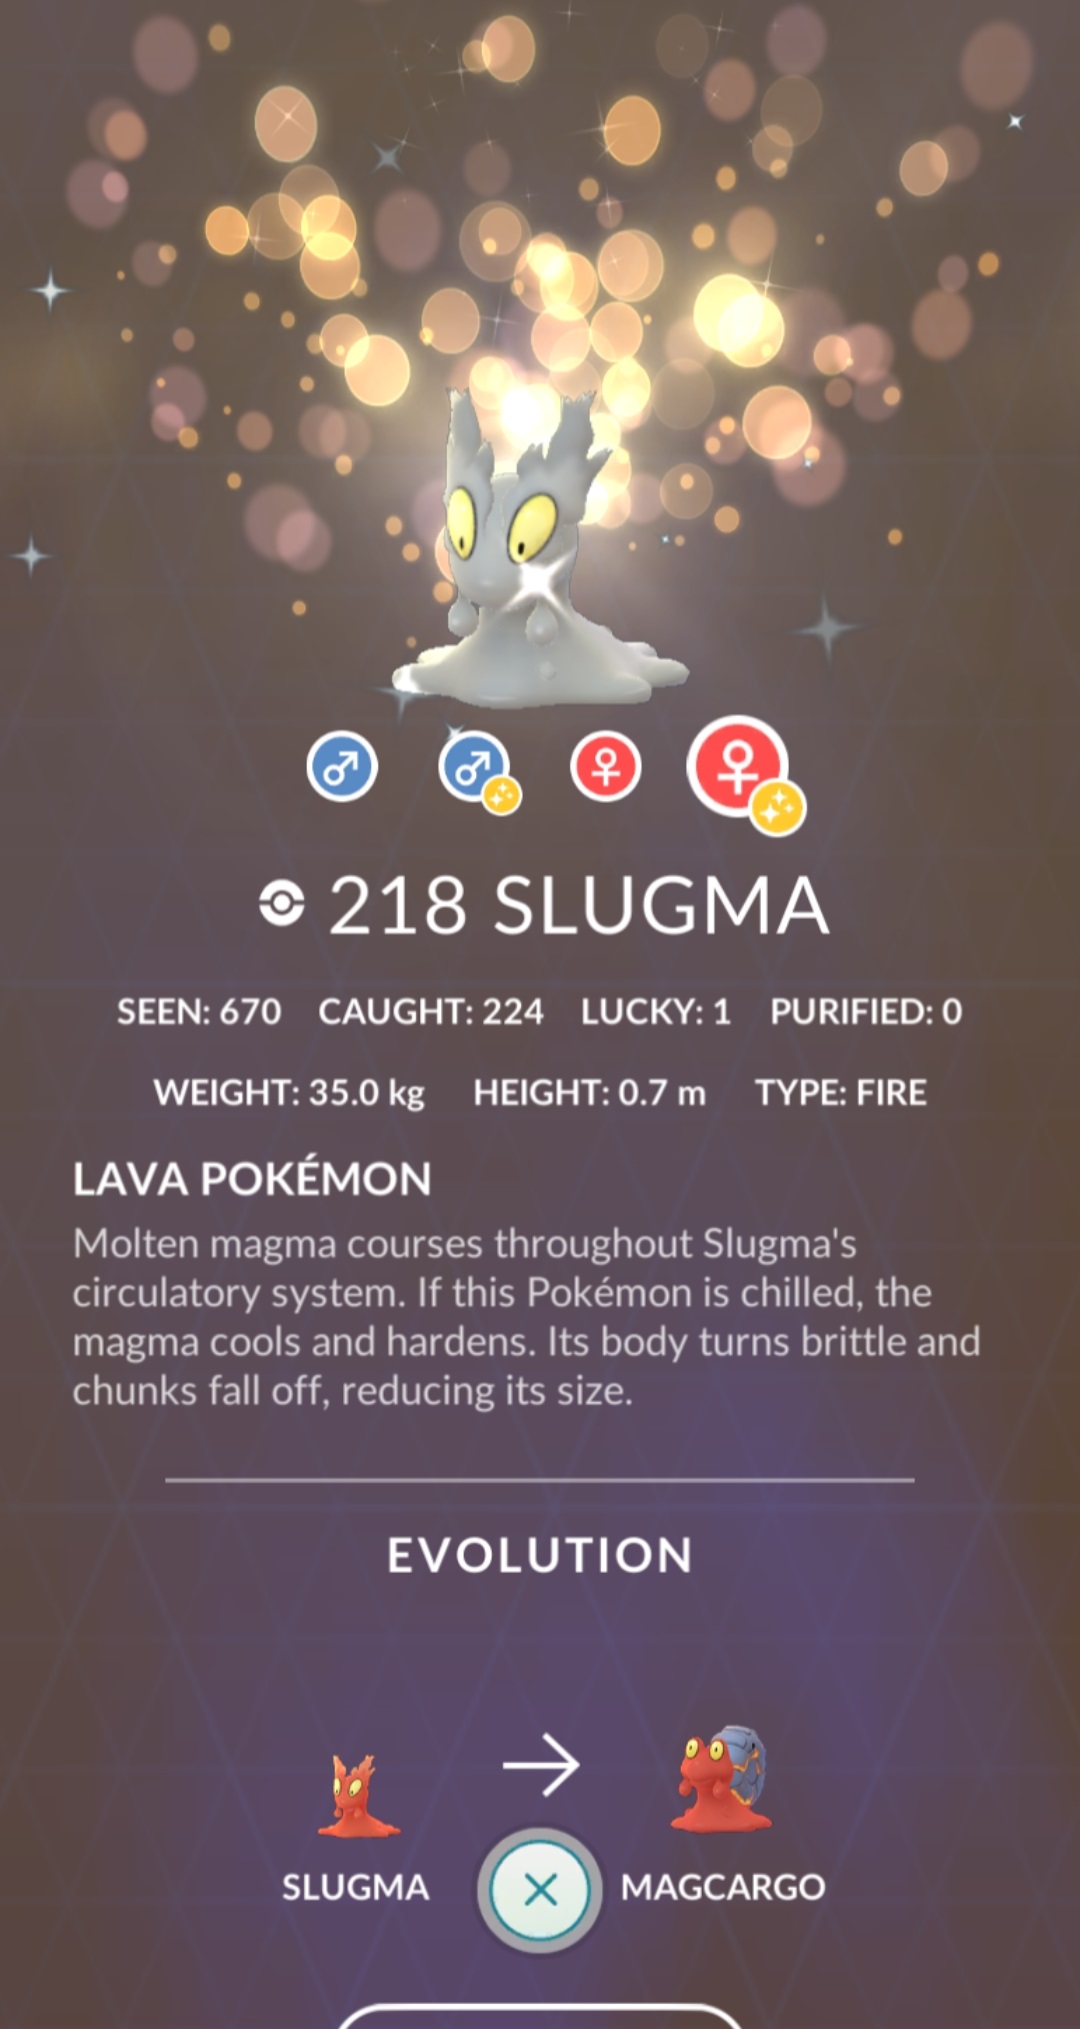 218 SLUGMA
SEEN: 670 CAUGHT: 224 LUCKY: 1 PURIFIED: 0
WEIGHT: 35.0 kg HEIGHT: 0.7 m TYPE: FIRE
LAVA POKÉMON
Molten magma courses throughout Slugma's
circulatory system. If this Pokémon is chilled, the
magma cools and hardens. Its body turns brittle and
chunks fall off, reducing its size.
EVOLUTION
SLUGMA MAGCARGO